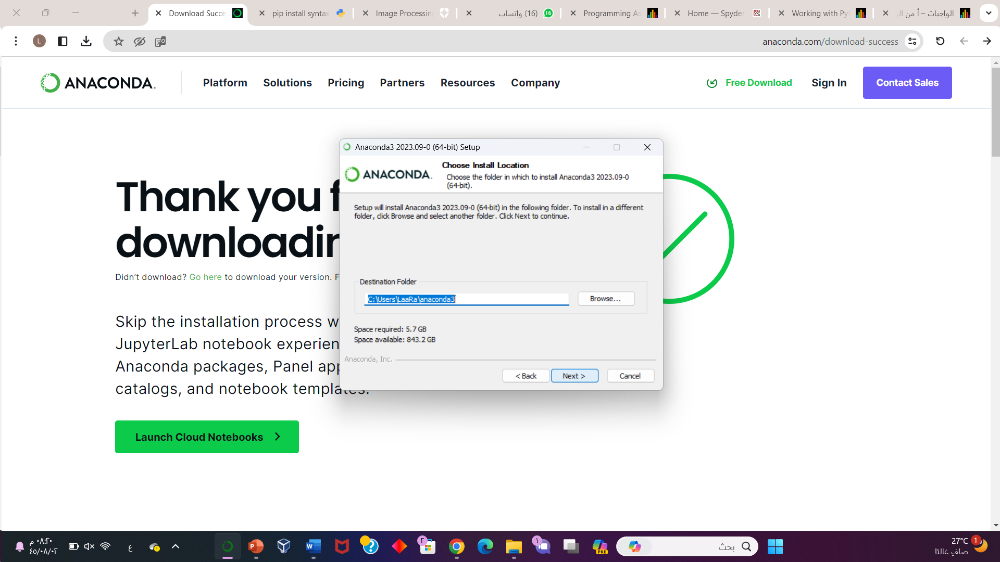 Download Succe
pip install syntax
Image Processin
(16) واتساب
Programming As
Home — Spyder
Working with Pyt
الواجبات – أ من ال
L
anaconda.com/download-success
ANACONDA.
Platform
Solutions
Pricing
Partners
Resources
Company
Free Download
Sign In
Contact Sales
Thank you f
downloadin
Didn't download? Go here to download your version. F
Skip the installation process w
JupyterLab notebook experien
Anaconda packages, Panel app
catalogs, and notebook templates.
Launch Cloud Notebooks
Anaconda3 2023.09-0 (64-bit) Setup
ANACONDA.
Choose Install Location
Choose the folder in which to install Anaconda3 2023.09-0
(64-bit).
Setup will install Anaconda3 2023.09-0 (64-bit) in the following folder. To install in a different
folder, click Browse and select another folder. Click Next to continue.
Destination Folder
C:\Users\LaaRa\anaconda3
Browse...
Space required: 5.7 GB
Space available: 843.2 GB
Anaconda, Inc.
< Back
Next >
Cancel
٠٨:٢٠ م
٤٥/٠٨/٠٢
ع
٢
١
PRE
بحث
27°C
صافٍ غالبًا
1